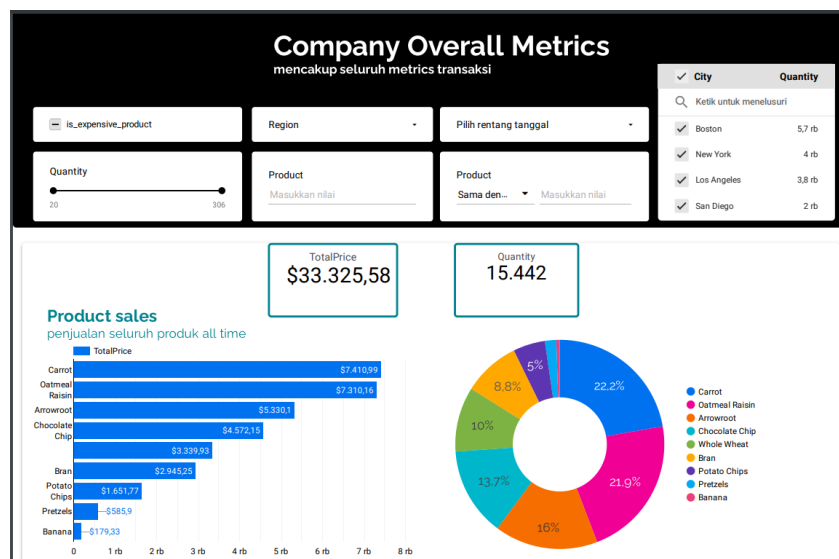 Company Overall Metrics
mencakup seluruh metrics transaksi
City Quantity
Ketik untuk menelusuri
Boston 5,7 rb
New York 4 rb
Los Angeles 3,8 rb
San Diego 2 rb
is_expensive_product
Region
Pilih rentang tanggal
Quantity
20 306
Product
Masukkan nilai
Product
Sama den... Masukkan nilai
TotalPrice
$33.325,58
Quantity
15.442
Product sales
penjualan seluruh produk all time
TotalPrice
Carrot $7.410,99
Oatmeal
Raisin $7.310,16
Arrowroot $5.330,1
Chocolate
Chip $4.572,15
$3.339,93
Bran $2.945,25
Potato
Chips $1.651,77
Pretzels $585,9
Banana $179,33
0 1 rb 2 rb 3 rb 4 rb 5 rb 6 rb 7 rb 8 rb
22,2%
21,9%
16%
13,7%
10%
8,8%
5%
Carrot
Oatmeal Raisin
Arrowroot
Chocolate Chip
Whole Wheat
Bran
Potato Chips
Pretzels
Banana